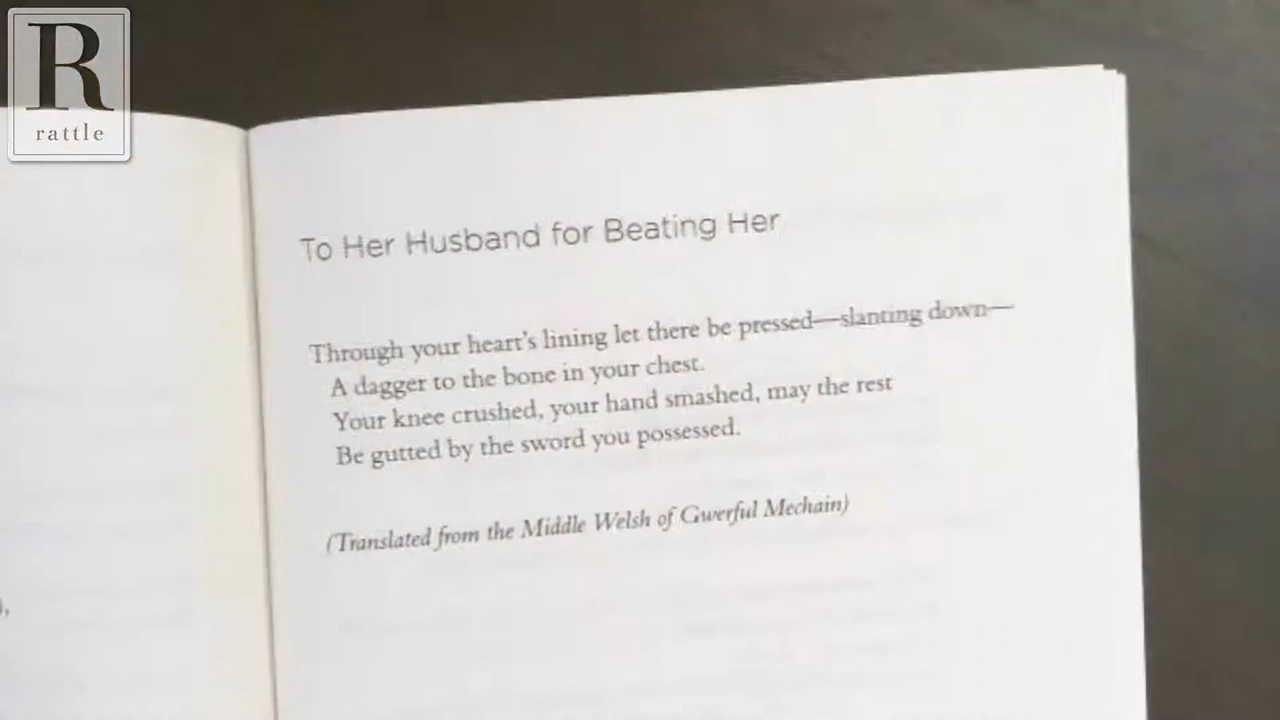 R
rattle
To Her Husband for Beating Her
Through your heart's lining let there be pressed—slanting down—
A dagger to the bone in your chest.
Your knee crushed, your hand smashed, may the rest
Be gutted by the sword you possessed.
(Translated from the Middle Welsh of Gwerful Mechain)
),